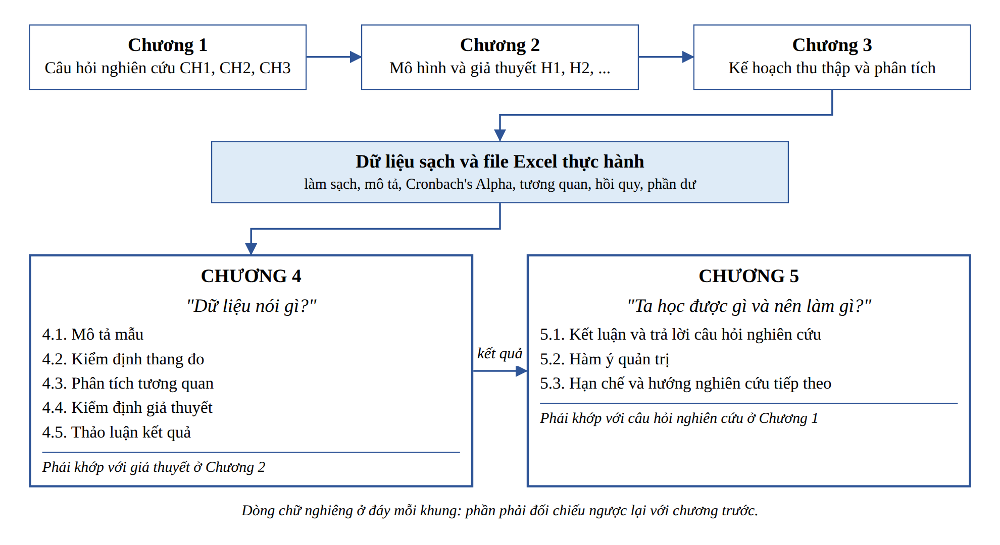 Chương 1
Câu hỏi nghiên cứu CH1, CH2, CH3
Chương 2
Mô hình và giả thuyết H1, H2, ...
Chương 3
Kế hoạch thu thập và phân tích
Dữ liệu sạch và file Excel thực hành
làm sạch, mô tả, Cronbach's Alpha, tương quan, hồi quy, phần dư
CHƯƠNG 4
"Dữ liệu nói gì?"
4.1. Mô tả mẫu
4.2. Kiểm định thang đo
4.3. Phân tích tương quan
4.4. Kiểm định giả thuyết
4.5. Thảo luận kết quả
Phải khớp với giả thuyết ở Chương 2
kết quả
CHƯƠNG 5
"Ta học được gì và nên làm gì?"
5.1. Kết luận và trả lời câu hỏi nghiên cứu
5.2. Hàm ý quản trị
5.3. Hạn chế và hướng nghiên cứu tiếp theo
Phải khớp với câu hỏi nghiên cứu ở Chương 1
Dòng chữ nghiêng ở đáy mỗi khung: phần phải đối chiếu ngược lại với chương trước.